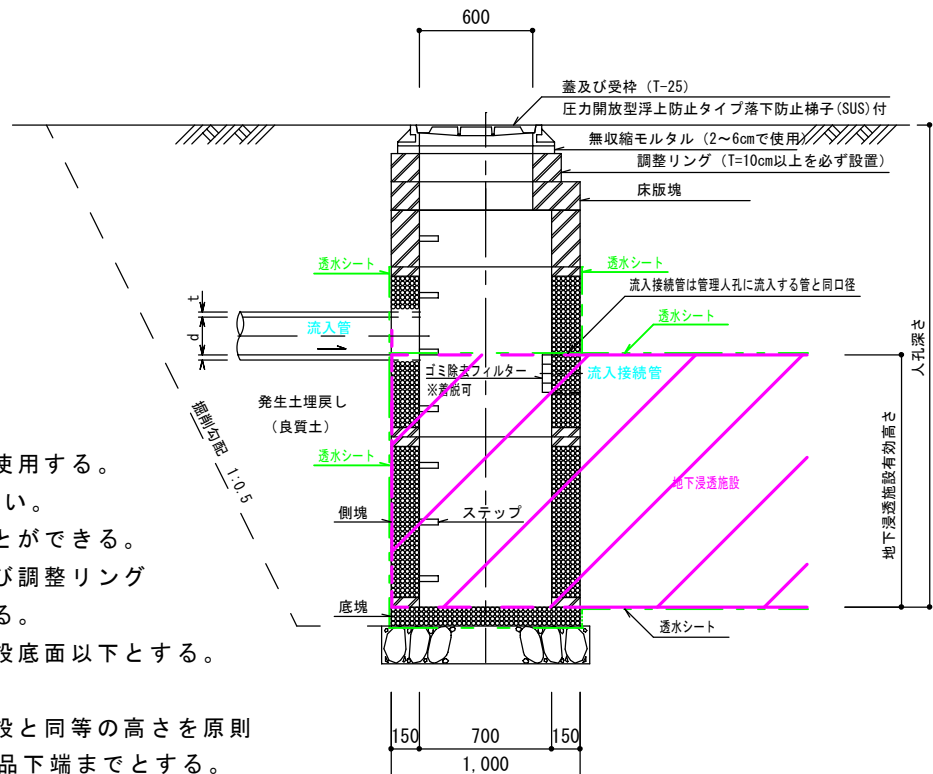 600
蓋及び受枠 (T-25)
圧力開放型浮上防止タイプ落下防止梯子(SUS)付
無収縮モルタル (2～6cmで使用)
調整リング (T=10cm以上を必ず設置)
床版塊
透水シート
透水シート
流入接続管は管理人孔に流入する管と同口径
透水シート
t
d
流入管
ゴミ除去フィルター
※着脱可
流入接続管
人孔深さ
発生土埋戻し
(良質土)
掘削勾配 1:0.5
透水シート
地下浸透施設
地下浸透施設有効高さ
側塊
ステップ
底塊
透水シート
使用する。
い。
とができる。
び調整リング
る。
設底面以下とする。
設と同等の高さを原則
品下端までとする。
150
700
150
1,000